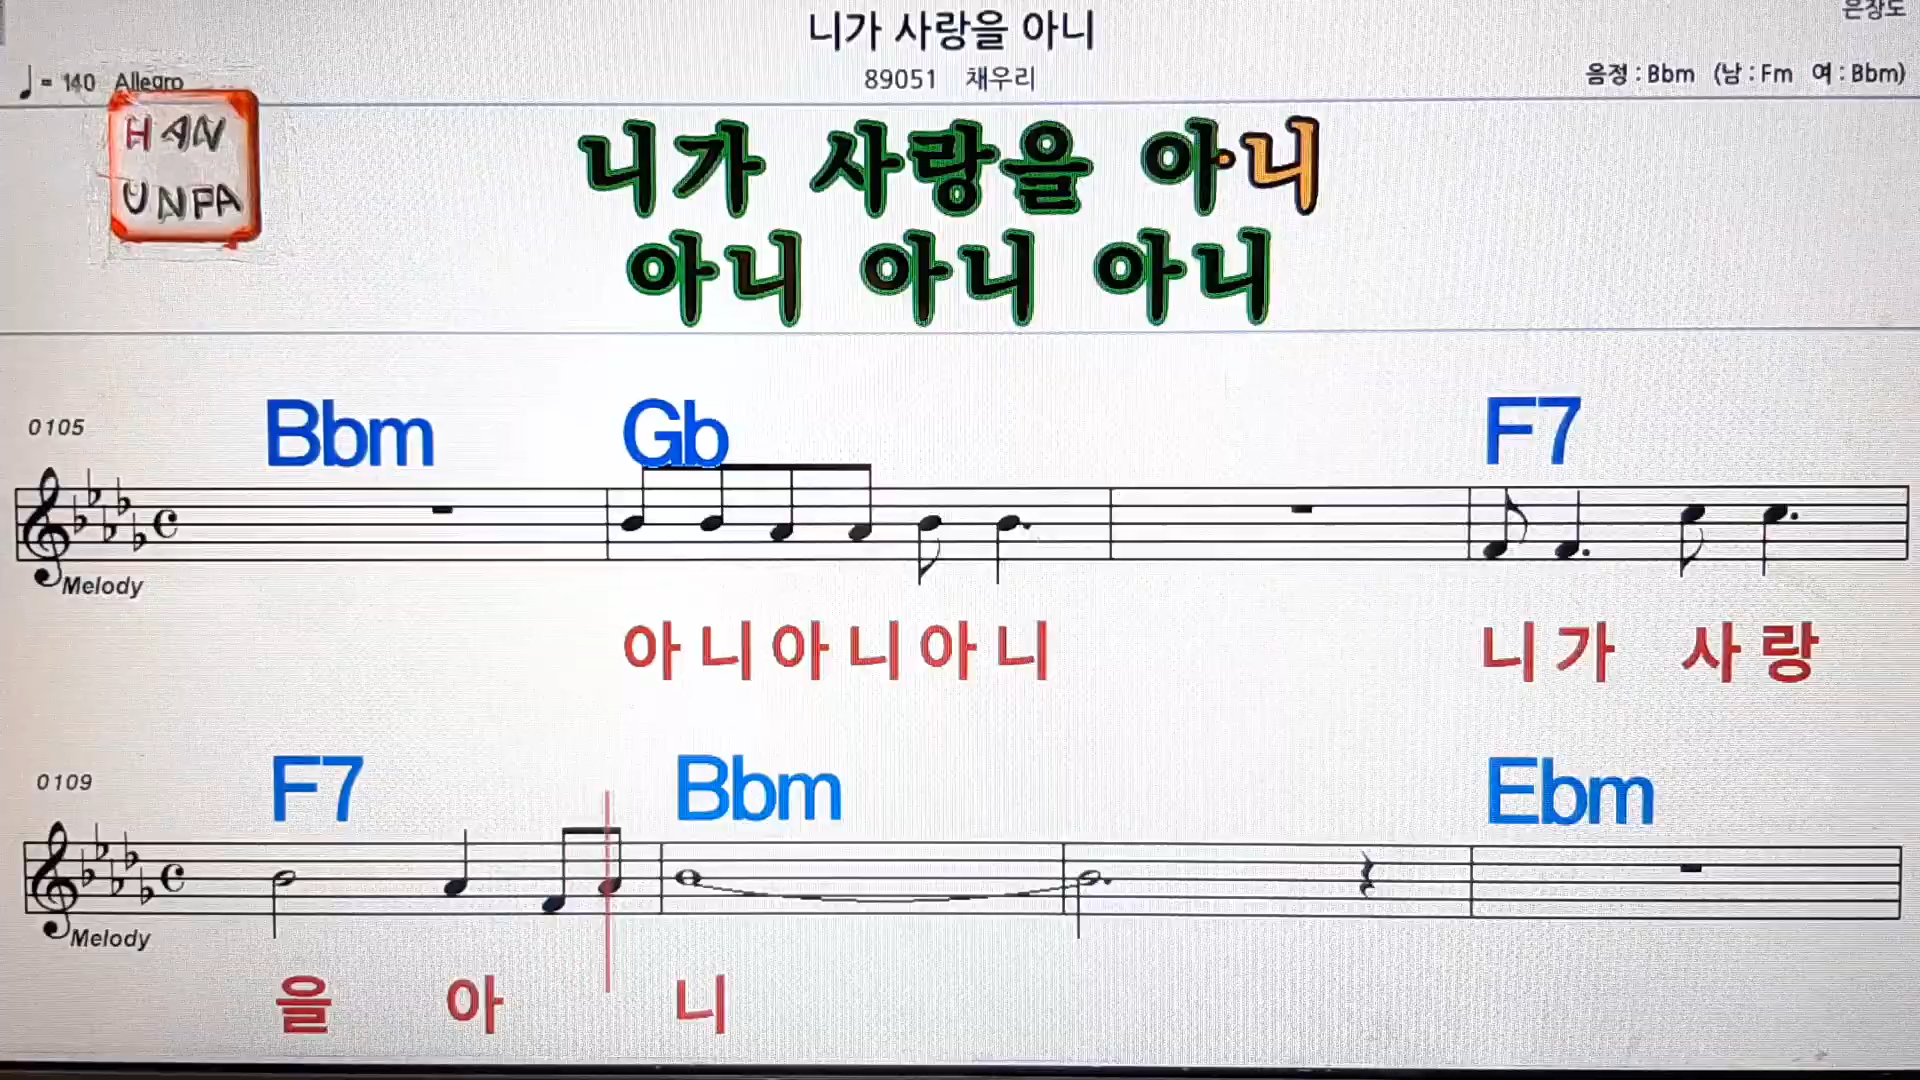 은장도
니가 사랑을 아니
♩ = 140 Allegro
89051 채우리
음정 : Bbm (남 : Fm 여 : Bbm)
HAN
UNPA
니가 사랑을 아니
아니 아니 아니
0105
Bbm Gb F7
Melody
아 니 아 니 아 니 니 가 사 랑
0109
F7 Bbm Ebm
Melody
을 아 니